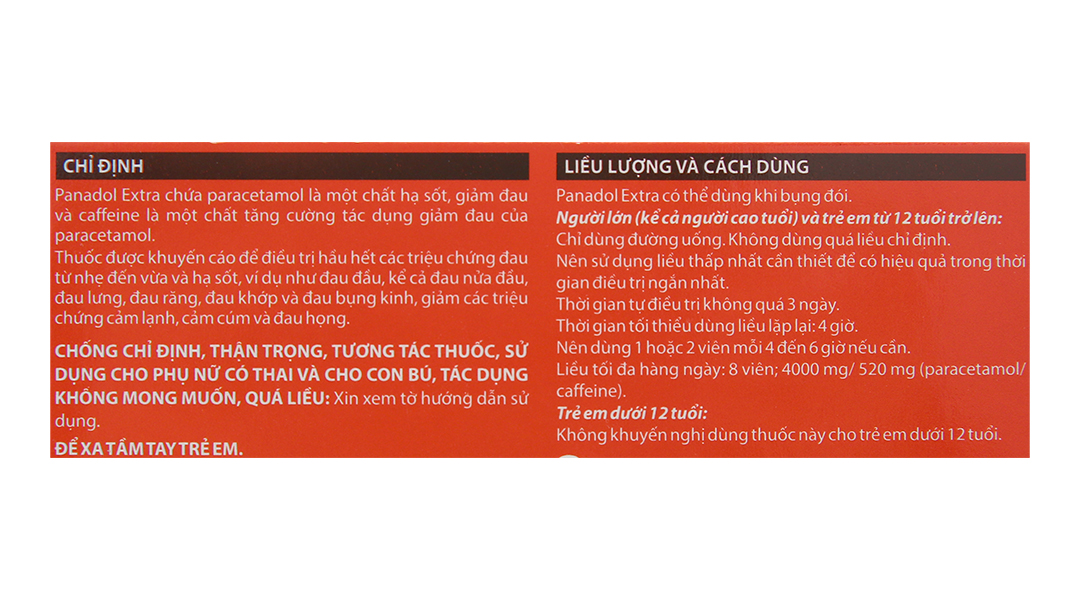 CHỈ ĐỊNH
Panadol Extra chứa paracetamol là một chất hạ sốt, giảm đau
và caffeine là một chất tăng cường tác dụng giảm đau của
paracetamol.
Thuốc được khuyến cáo để điều trị hầu hết các triệu chứng đau
từ nhẹ đến vừa và hạ sốt, ví dụ như đau đầu, kể cả đau nửa đầu,
đau lưng, đau răng, đau khớp và đau bụng kinh, giảm các triệu
chứng cảm lạnh, cảm cúm và đau họng.
CHỐNG CHỈ ĐỊNH, THẬN TRỌNG, TƯƠNG TÁC THUỐC, SỬ
DỤNG CHO PHỤ NỮ CÓ THAI VÀ CHO CON BÚ, TÁC DỤNG
KHÔNG MONG MUỐN, QUÁ LIỀU: Xin xem tờ hướng dẫn sử
dụng.
ĐỂ XA TẦM TAY TRẺ EM.
LIỀU LƯỢNG VÀ CÁCH DÙNG
Panadol Extra có thể dùng khi bụng đói.
Người lớn (kể cả người cao tuổi) và trẻ em từ 12 tuổi trở lên:
Chỉ dùng đường uống. Không dùng quá liều chỉ định.
Nên sử dụng liều thấp nhất cần thiết để có hiệu quả trong thời
gian điều trị ngắn nhất.
Thời gian tự điều trị không quá 3 ngày.
Thời gian tối thiểu dùng liều lặp lại: 4 giờ.
Nên dùng 1 hoặc 2 viên mỗi 4 đến 6 giờ nếu cần.
Liều tối đa hàng ngày: 8 viên; 4000 mg/ 520 mg (paracetamol/
caffeine).
Trẻ em dưới 12 tuổi:
Không khuyến nghị dùng thuốc này cho trẻ em dưới 12 tuổi.